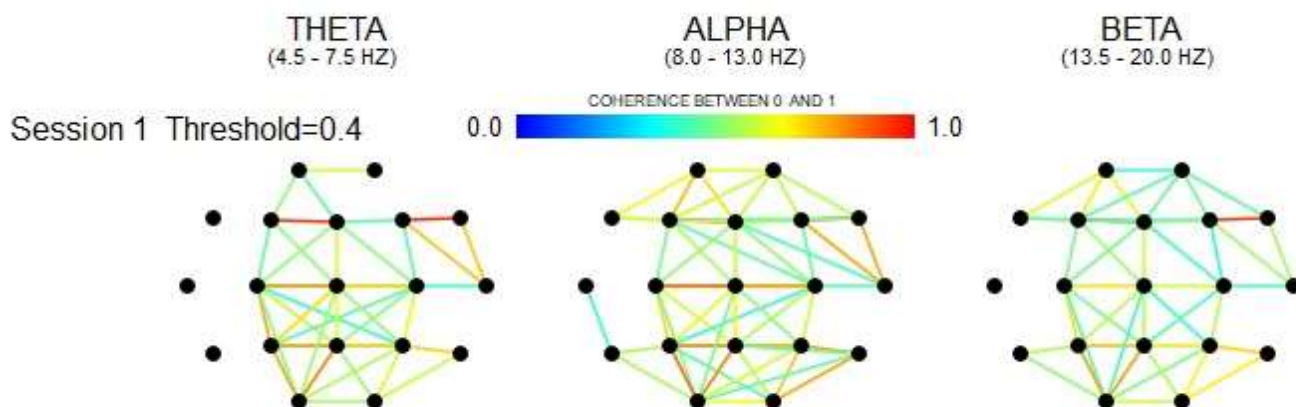 THETA
(4.5 - 7.5 HZ)
ALPHA
(8.0 - 13.0 HZ)
BETA
(13.5 - 20.0 HZ)
COHERENCE BETWEEN 0 AND 1
Session 1 Threshold=0.4
0.0
1.0